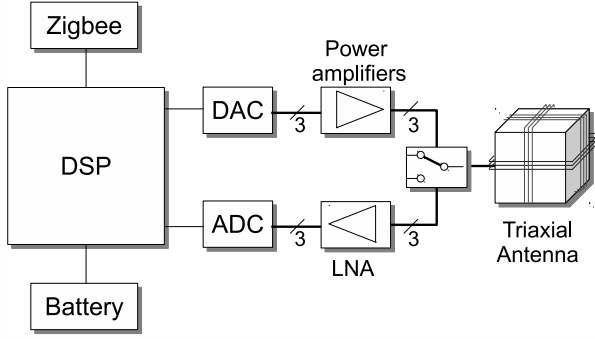 Zigbee
Power
amplifiers
DAC
3
3
DSP
ADC
3
3
LNA
Triaxial
Antenna
Battery